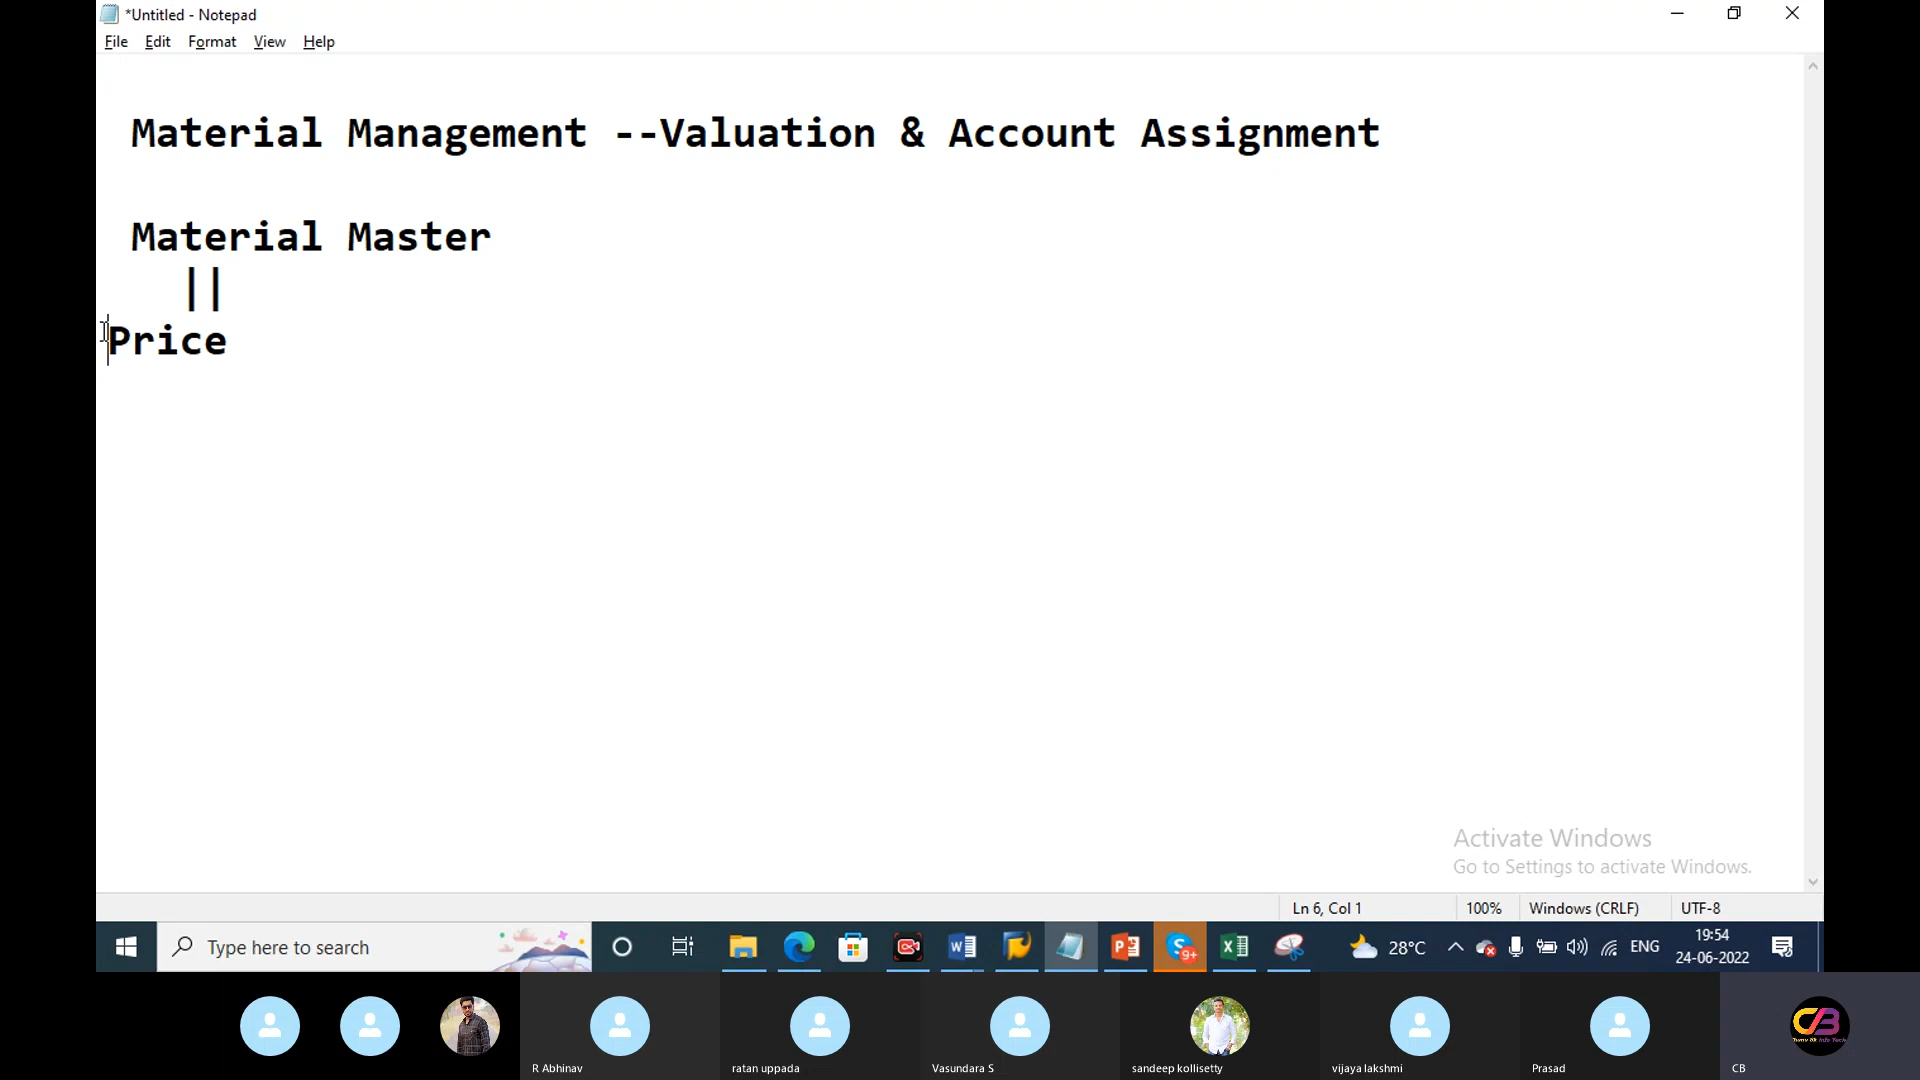 *Untitled - Notepad
File Edit Format View Help
Material Management --Valuation & Account Assignment
Material Master
||
Price
Activate Windows
Go to Settings to activate Windows.
Ln 6, Col 1 100% Windows (CRLF) UTF-8
Type here to search
9+
28°C ENG
19:54
24-06-2022
R Abhinav ratan uppada Vasundara S sandeep kollisetty vijaya lakshmi Prasad CB